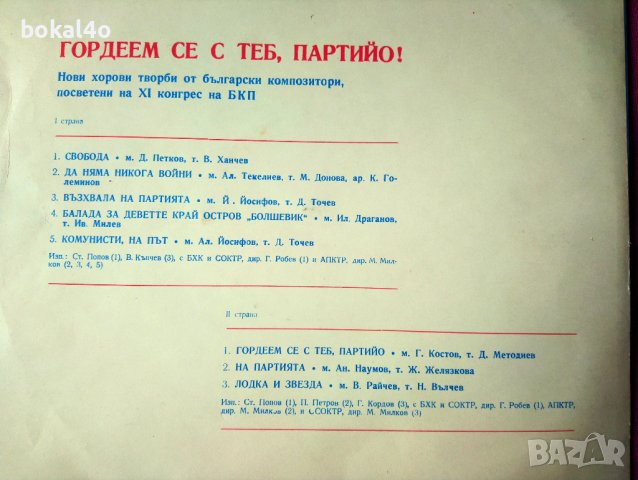 bokal4o
ГОРДЕЕМ СЕ С ТЕБ, ПАРТИЙО!
Нови хорови творби от български композитори,
посветени на XI конгрес на БКП
I страна
1. СВОБОДА • м. Д. Петков, т. В. Ханчев
2. ДА НЯМА НИКОГА ВОЙНИ • м. Ал. Текелиев, т. М. Донова, ар. К. Го-
леминов
3. ВЪЗХВАЛА НА ПАРТИЯТА • м. Й. Йосифов, т. Д. Точев
4. БАЛАДА ЗА ДЕВЕТТЕ КРАЙ ОСТРОВ „БОЛШЕВИК“ • м. Ил. Драганов,
т. Ив. Милев
5. КОМУНИСТИ, НА ПЪТ • м. Ал. Йосифов, т. Д. Точев
Изп.: Ст. Попов (1), В. Кънчев (3), с БХК и СОКТР, дир. Г. Робев (1) и АПКТР, дир. М. Мил-
ков (2, 3, 4, 5)
II страна
1. ГОРДЕЕМ СЕ С ТЕБ, ПАРТИЙО • м. Г. Костов, т. Д. Методиев
2. НА ПАРТИЯТА • м. Ан. Наумов, т. Ж. Желязкова
3. ЛОДКА И ЗВЕЗДА • м. В. Райчев, т. Н. Вълчев
Изп.: Ст. Попов (1), П. Петров (2), Г. Кордов (3), с БХК и СОКТР, дир. Г. Робев (1), АПКТР,
дир. М. Милков (2), и ССОКТР, дир. М. Милков (3)
BAZAR
bokal4o